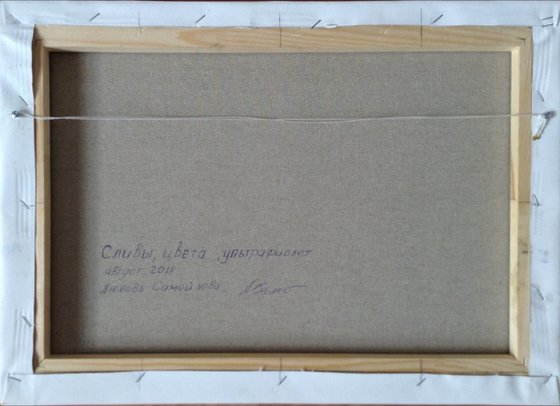 Сливы, цвета ,ультрафиолет
август 2018
Любовь Самойлова